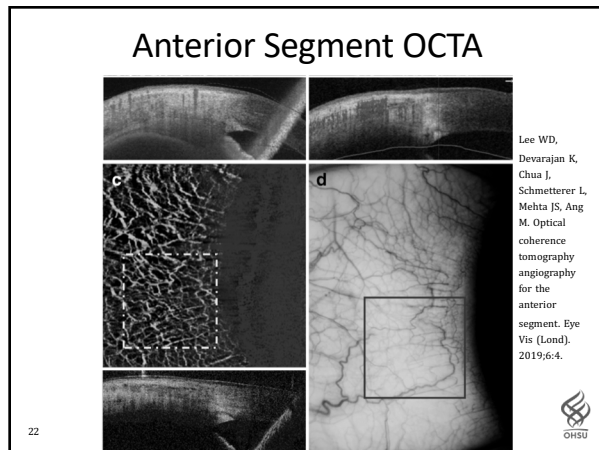 Anterior Segment OCTA
c
d
Lee WD,
Devarajan K,
Chua J,
Schmetterer L,
Mehta JS, Ang
M. Optical
coherence
tomography
angiography
for the
anterior
segment. Eye
Vis (Lond).
2019;6:4.
22
OHSU